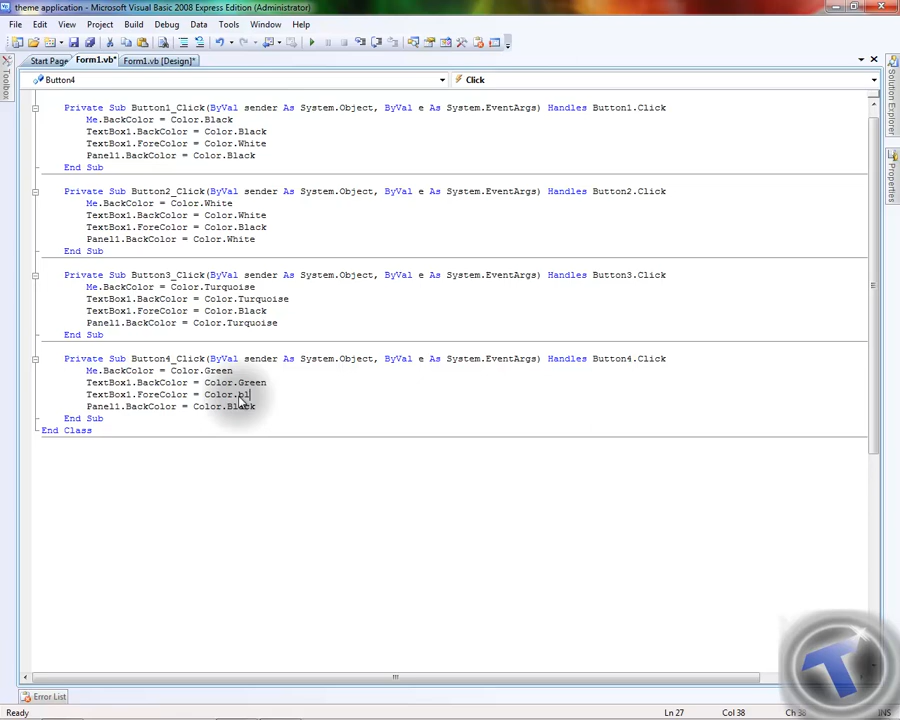 theme application - Microsoft Visual Basic 2008 Express Edition (Administrator)
File Edit View Project Build Debug Data Tools Window Help
Start Page Form1.vb* Form1.vb [Design]*
Toolbox
Button4 Click
Solution Explorer
Properties
Private Sub Button1_Click(ByVal sender As System.Object, ByVal e As System.EventArgs) Handles Button1.Click
Me.BackColor = Color.Black
TextBox1.BackColor = Color.Black
TextBox1.ForeColor = Color.White
Panel1.BackColor = Color.Black
End Sub
Private Sub Button2_Click(ByVal sender As System.Object, ByVal e As System.EventArgs) Handles Button2.Click
Me.BackColor = Color.White
TextBox1.BackColor = Color.White
TextBox1.ForeColor = Color.Black
Panel1.BackColor = Color.White
End Sub
Private Sub Button3_Click(ByVal sender As System.Object, ByVal e As System.EventArgs) Handles Button3.Click
Me.BackColor = Color.Turquoise
TextBox1.BackColor = Color.Turquoise
TextBox1.ForeColor = Color.Black
Panel1.BackColor = Color.Turquoise
End Sub
Private Sub Button4_Click(ByVal sender As System.Object, ByVal e As System.EventArgs) Handles Button4.Click
Me.BackColor = Color.Green
TextBox1.BackColor = Color.Green
TextBox1.ForeColor = Color.bl
Panel1.BackColor = Color.Black
End Sub
End Class
Error List
Ready Ln 27 Col 38 Ch 38 INS
T